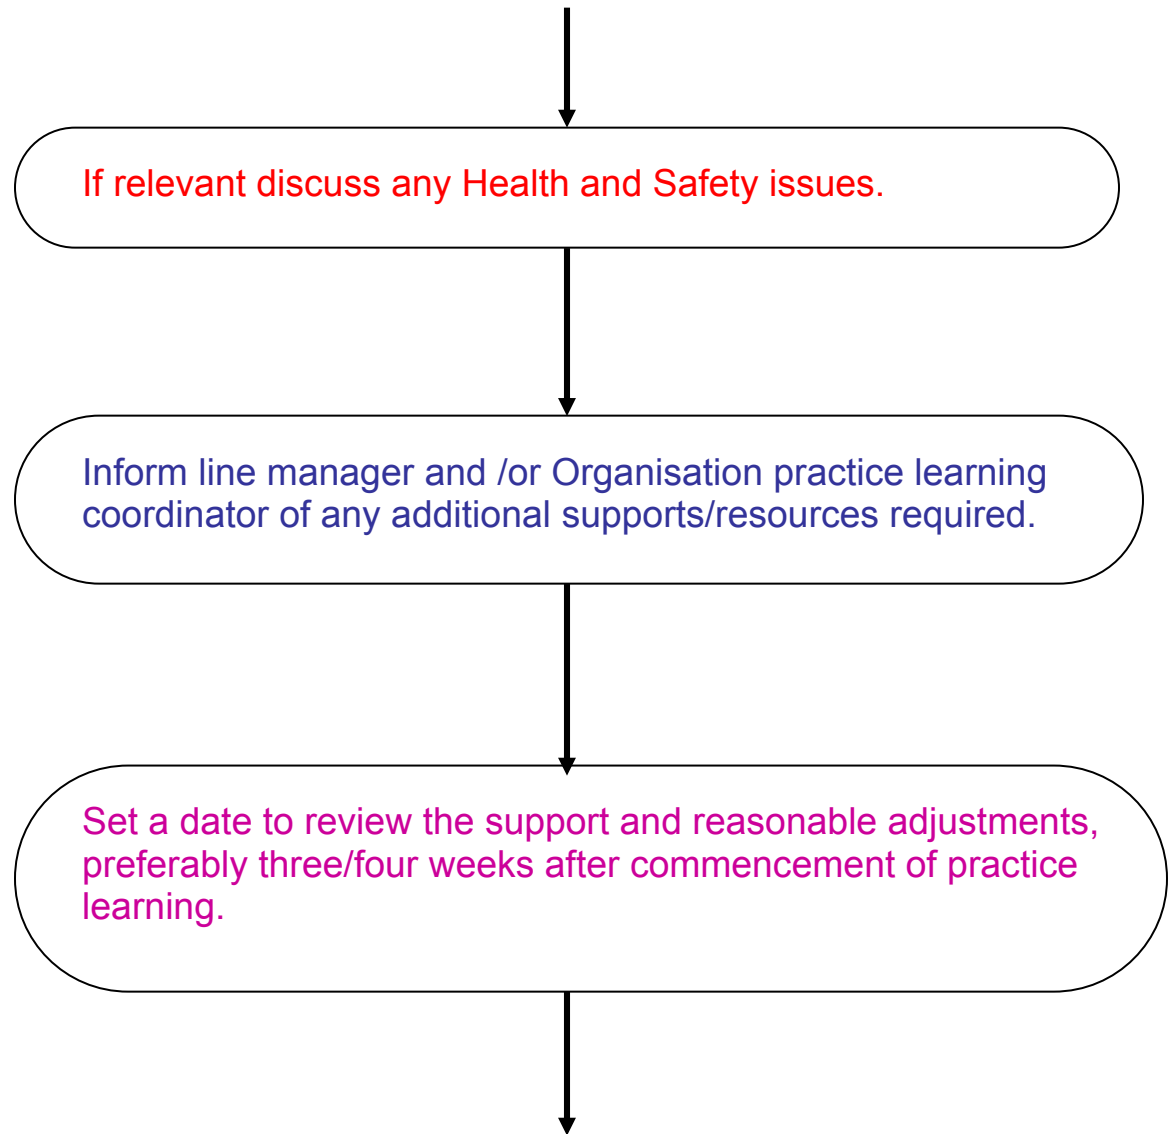 If relevant discuss any Health and Safety issues.
Inform line manager and /or Organisation practice learning
coordinator of any additional supports/resources required.
Set a date to review the support and reasonable adjustments,
preferably three/four weeks after commencement of practice
learning.